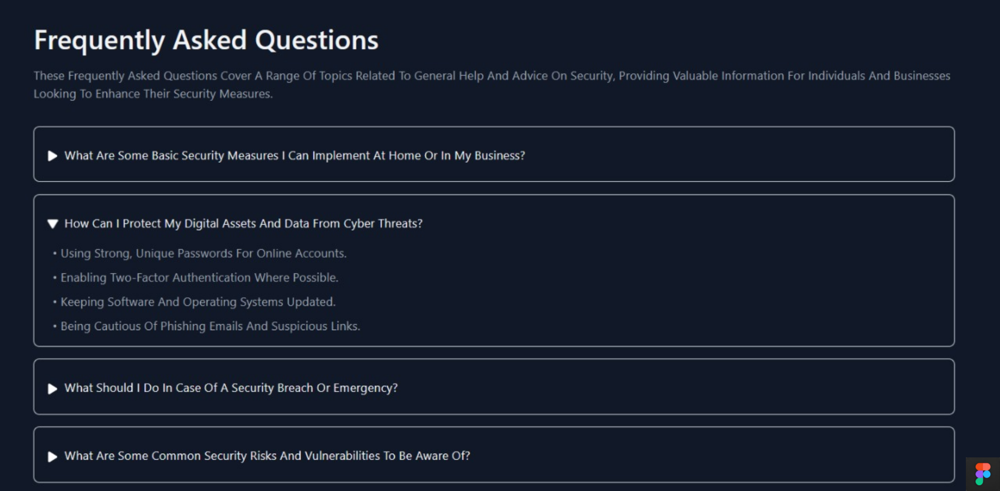 Frequently Asked Questions
These Frequently Asked Questions Cover A Range Of Topics Related To General Help And Advice On Security, Providing Valuable Information For Individuals And Businesses
Looking To Enhance Their Security Measures.
What Are Some Basic Security Measures I Can Implement At Home Or In My Business?
How Can I Protect My Digital Assets And Data From Cyber Threats?
• Using Strong, Unique Passwords For Online Accounts.
• Enabling Two-Factor Authentication Where Possible.
• Keeping Software And Operating Systems Updated.
• Being Cautious Of Phishing Emails And Suspicious Links.
What Should I Do In Case Of A Security Breach Or Emergency?
What Are Some Common Security Risks And Vulnerabilities To Be Aware Of?